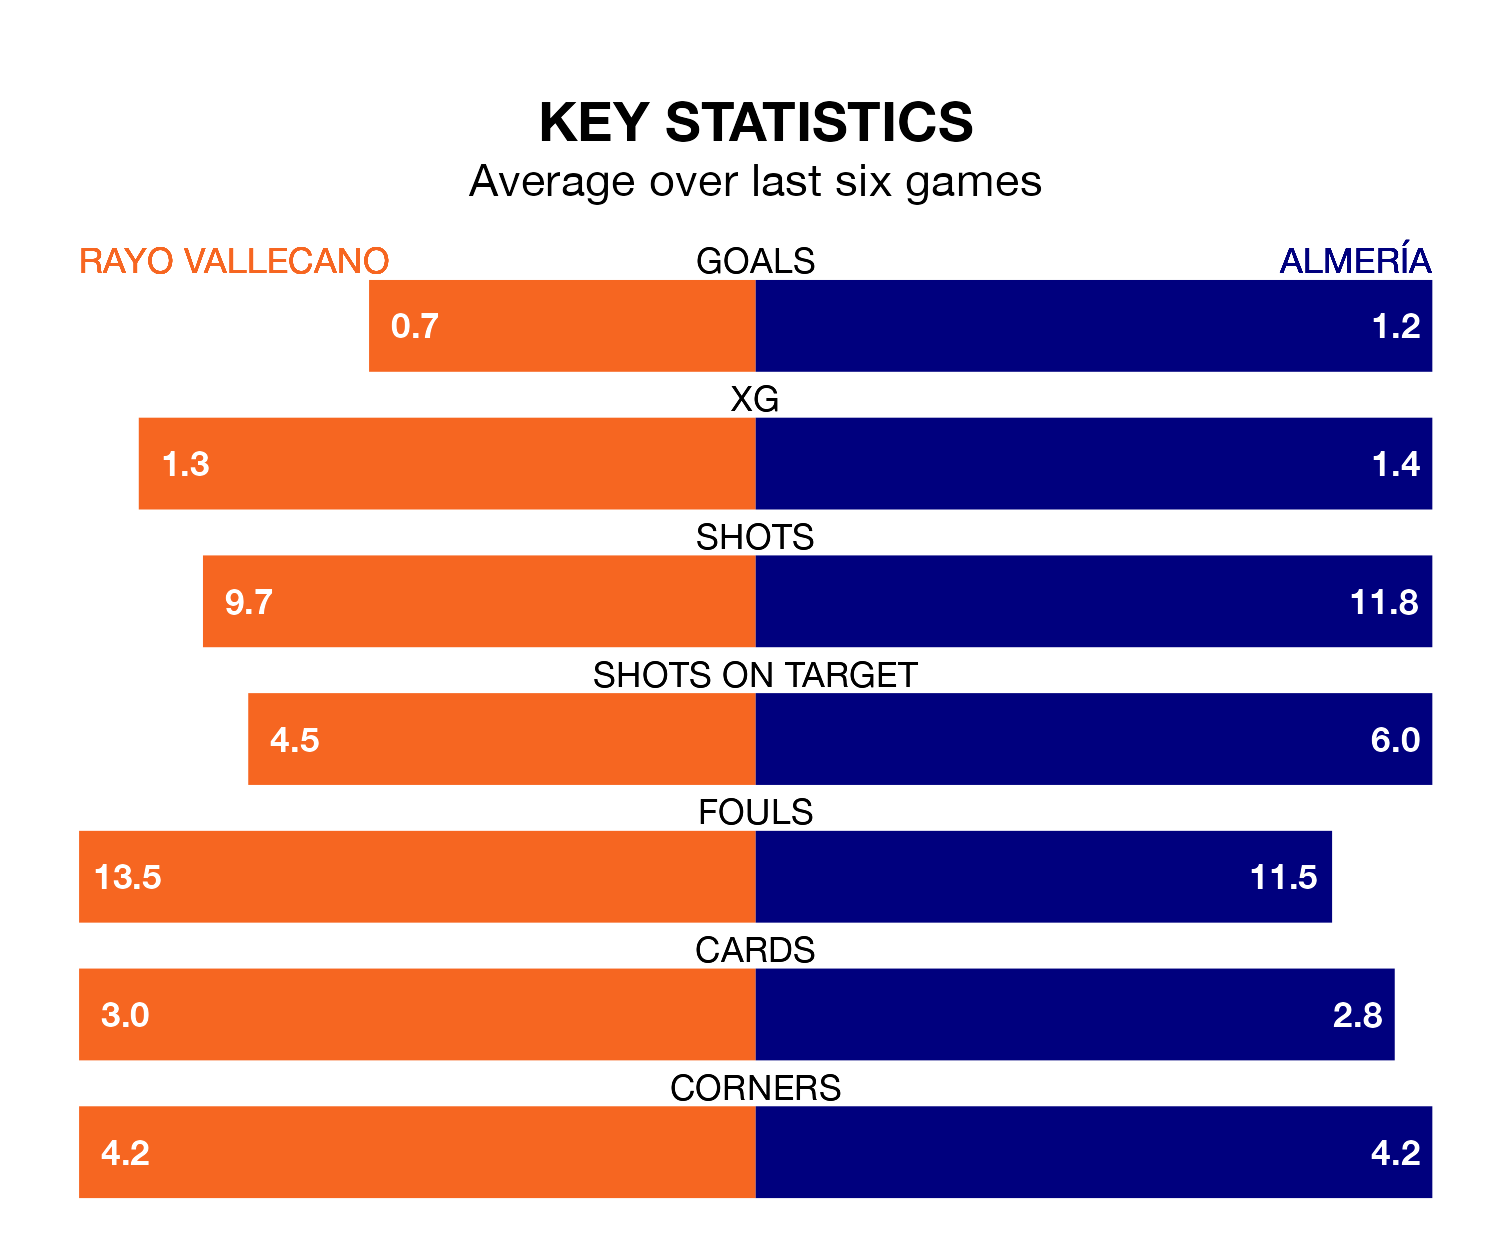 KEY STATISTICS
Average over last six games
RAYO VALLECANO GOALS ALMERÍA
0.7 1.2
XG
1.3 1.4
SHOTS
9.7 11.8
SHOTS ON TARGET
4.5 6.0
FOULS
13.5 11.5
CARDS
3.0 2.8
CORNERS
4.2 4.2